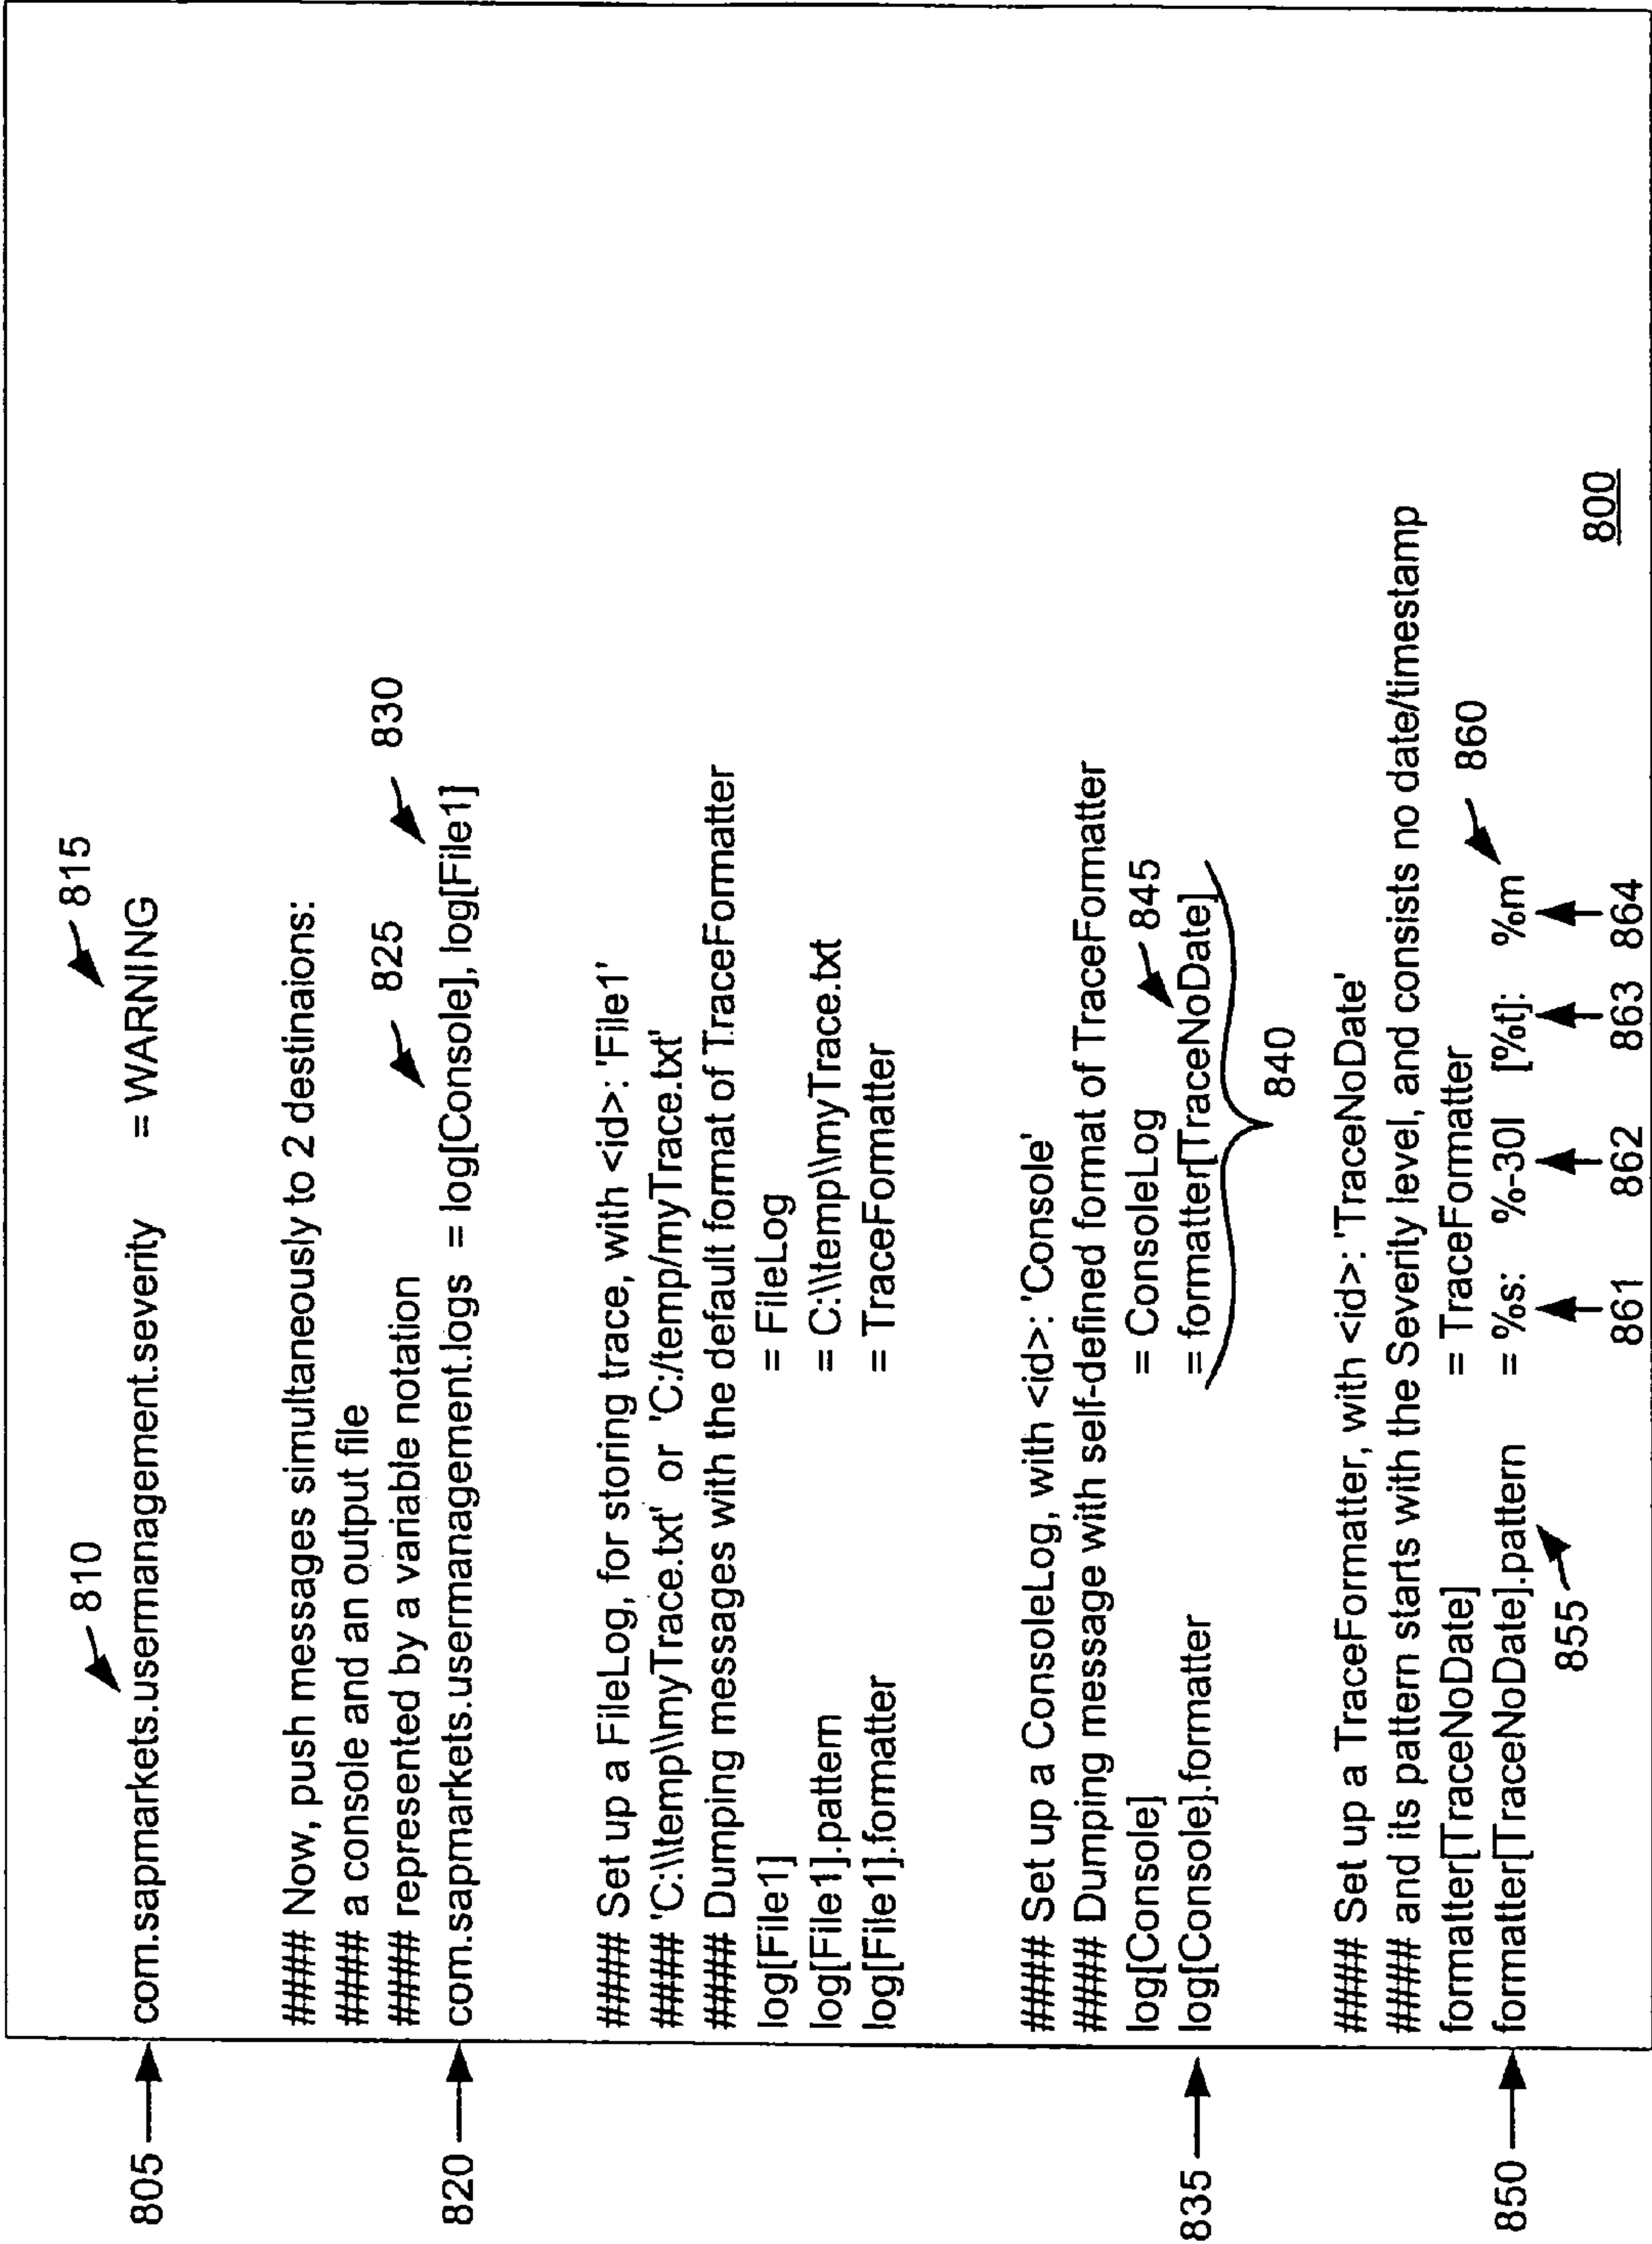 810
815
805 com.sapmarkets.usermanagement.severity = WARNING
#### Now, push messages simultaneously to 2 destinaions:
#### a console and an output file
825 830
#### represented by a variable notation
820 com.sapmarkets.usermanagement.logs = log[Console], log[File1]
#### Set up a FileLog, for storing trace, with <id>: 'File1'
#### 'C:\\temp\\myTrace.txt' or 'C:/temp/myTrace.txt'
#### Dumping messages with the default format of TraceFormatter
log[File1] = FileLog
log[File1].pattern = C:\\temp\\myTrace.txt
log[File1].formatter = TraceFormatter
#### Set up a ConsoleLog, with <id>: 'Console'
#### Dumping message with self-defined format of TraceFormatter
log[Console] = ConsoleLog 845
835 log[Console].formatter = formatter[TraceNoDate]
840
#### Set up a TraceFormatter, with <id>: 'TraceNoDate'
#### and its pattern starts with the Severity level, and consists no date/timestamp
formatter[TraceNoDate] = TraceFormatter 860
850 formatter[TraceNoDate].pattern = %s: %-30l [%t]: %m
855
861 862 863 864
800